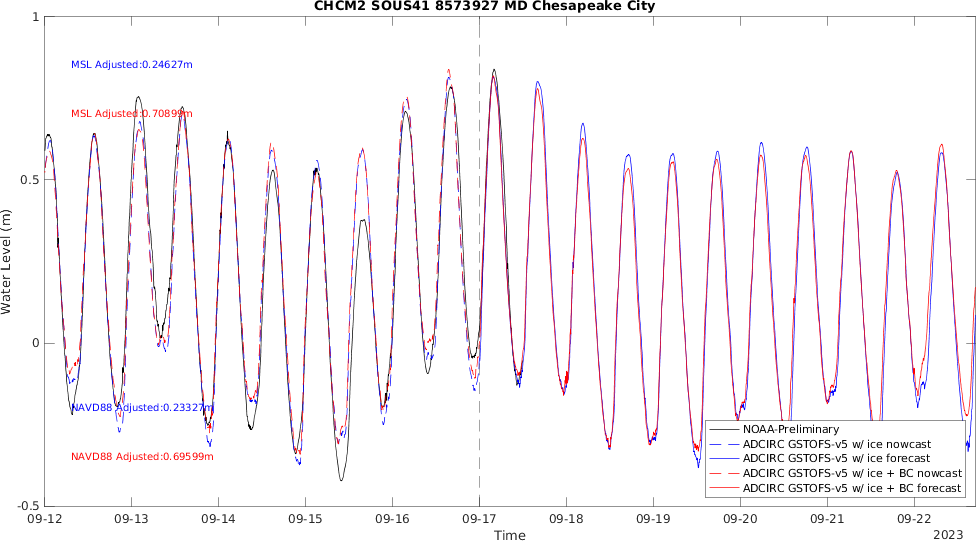 CHCM2 SOUS41 8573927 MD Chesapeake City
1
0.5
0
-0.5
Water Level (m)
MSL Adjusted:0.24627m
MSL Adjusted:0.70899m
NAVD88 Adjusted:0.23327m
NAVD88 Adjusted:0.69599m
NOAA-Preliminary
ADCIRC GSTOFS-v5 w/ ice nowcast
ADCIRC GSTOFS-v5 w/ ice forecast
ADCIRC GSTOFS-v5 w/ ice + BC nowcast
ADCIRC GSTOFS-v5 w/ ice + BC forecast
09-12 09-13 09-14 09-15 09-16 09-17 09-18 09-19 09-20 09-21 09-22
Time
2023